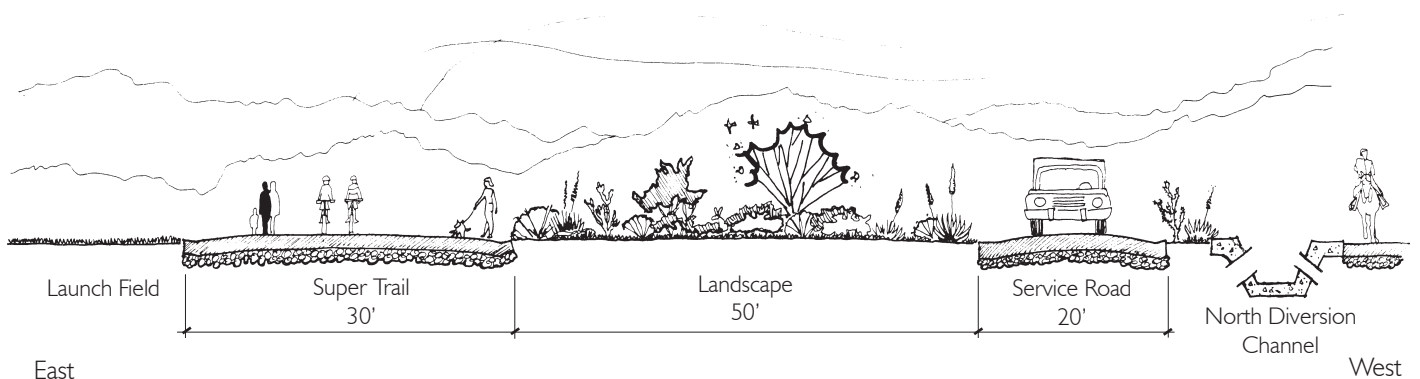 Launch Field
Super Trail
30’
Landscape
50’
Service Road
20’
North Diversion
Channel
East
West